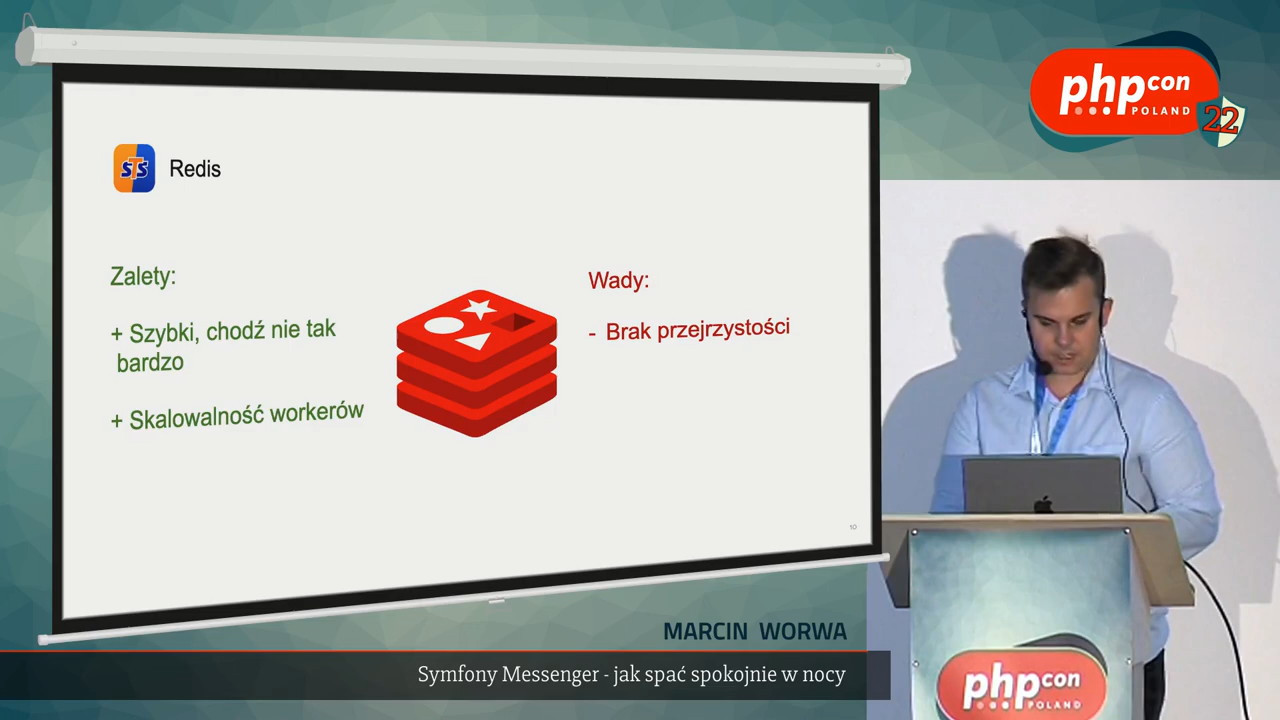 php con
POLAND
22
STS
Redis
Zalety:
Wady:
+ Szybki, chodź nie tak
bardzo
- Brak przejrzystości
+ Skalowalność workerów
10
MARCIN WORWA
Symfony Messenger - jak spać spokojnie w nocy
php con
POLAND